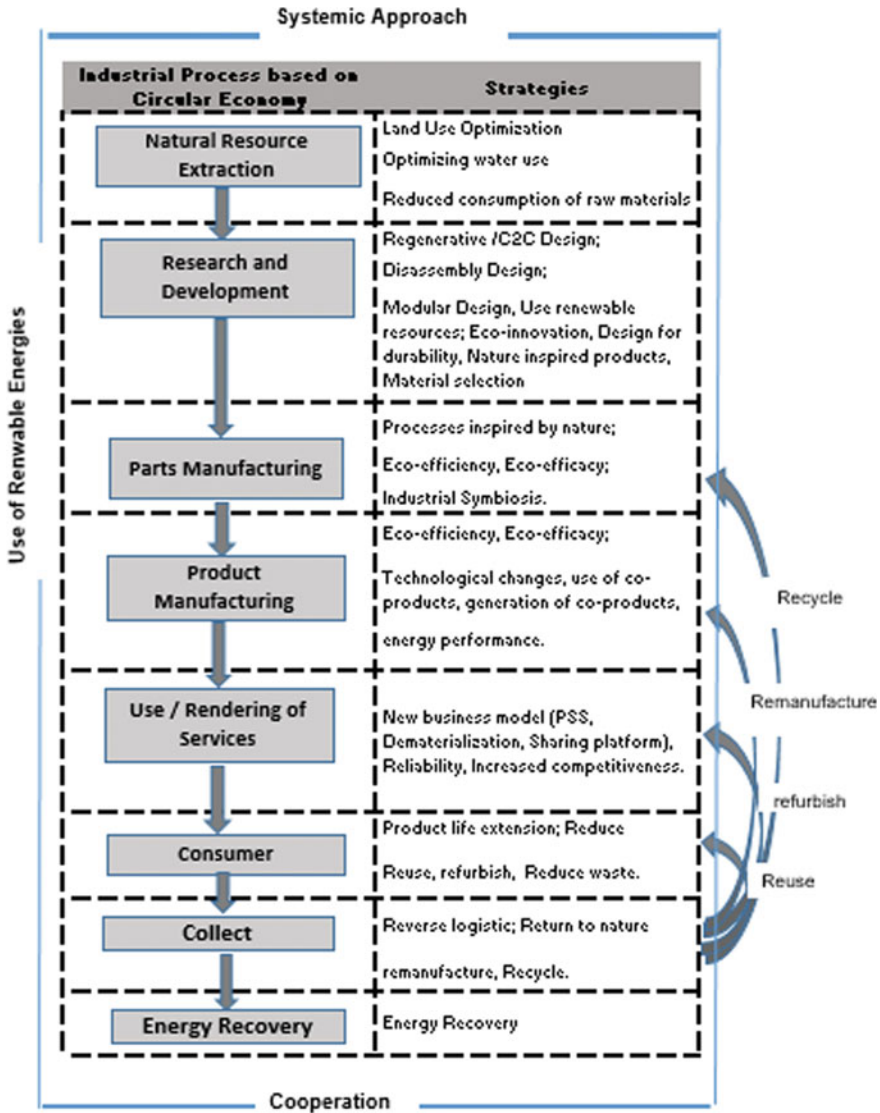 Systemic Approach
Industrial Process based on
Circular Economy
Strategies
Natural Resource
Extraction
Land Use Optimization
Optimizing water use
Reduced consumption of raw materials
Research and
Development
Regenerative /C2C Design;
Disassembly Design;
Modular Design, Use renewable
resources; Eco-innovation, Design for
durability, Nature inspired products,
Material selection
Parts Manufacturing
Processes inspired by nature;
Eco-efficiency, Eco-efficacy;
Industrial Symbiosis.
Product
Manufacturing
Eco-efficiency, Eco-efficacy;
Technological changes, use of co-
products, generation of co-products,
energy performance.
Use / Rendering of
Services
New business model (PSS,
Dematerialization, Sharing platform),
Reliability, Increased competitiveness.
Consumer
Product life extension; Reduce
Reuse, refurbish, Reduce waste.
Collect
Reverse logistic; Return to nature
remanufacture, Recycle.
Energy Recovery
Energy Recovery
Use of Renwable Energies
Recycle
Remanufacture
refurbish
Reuse
Cooperation